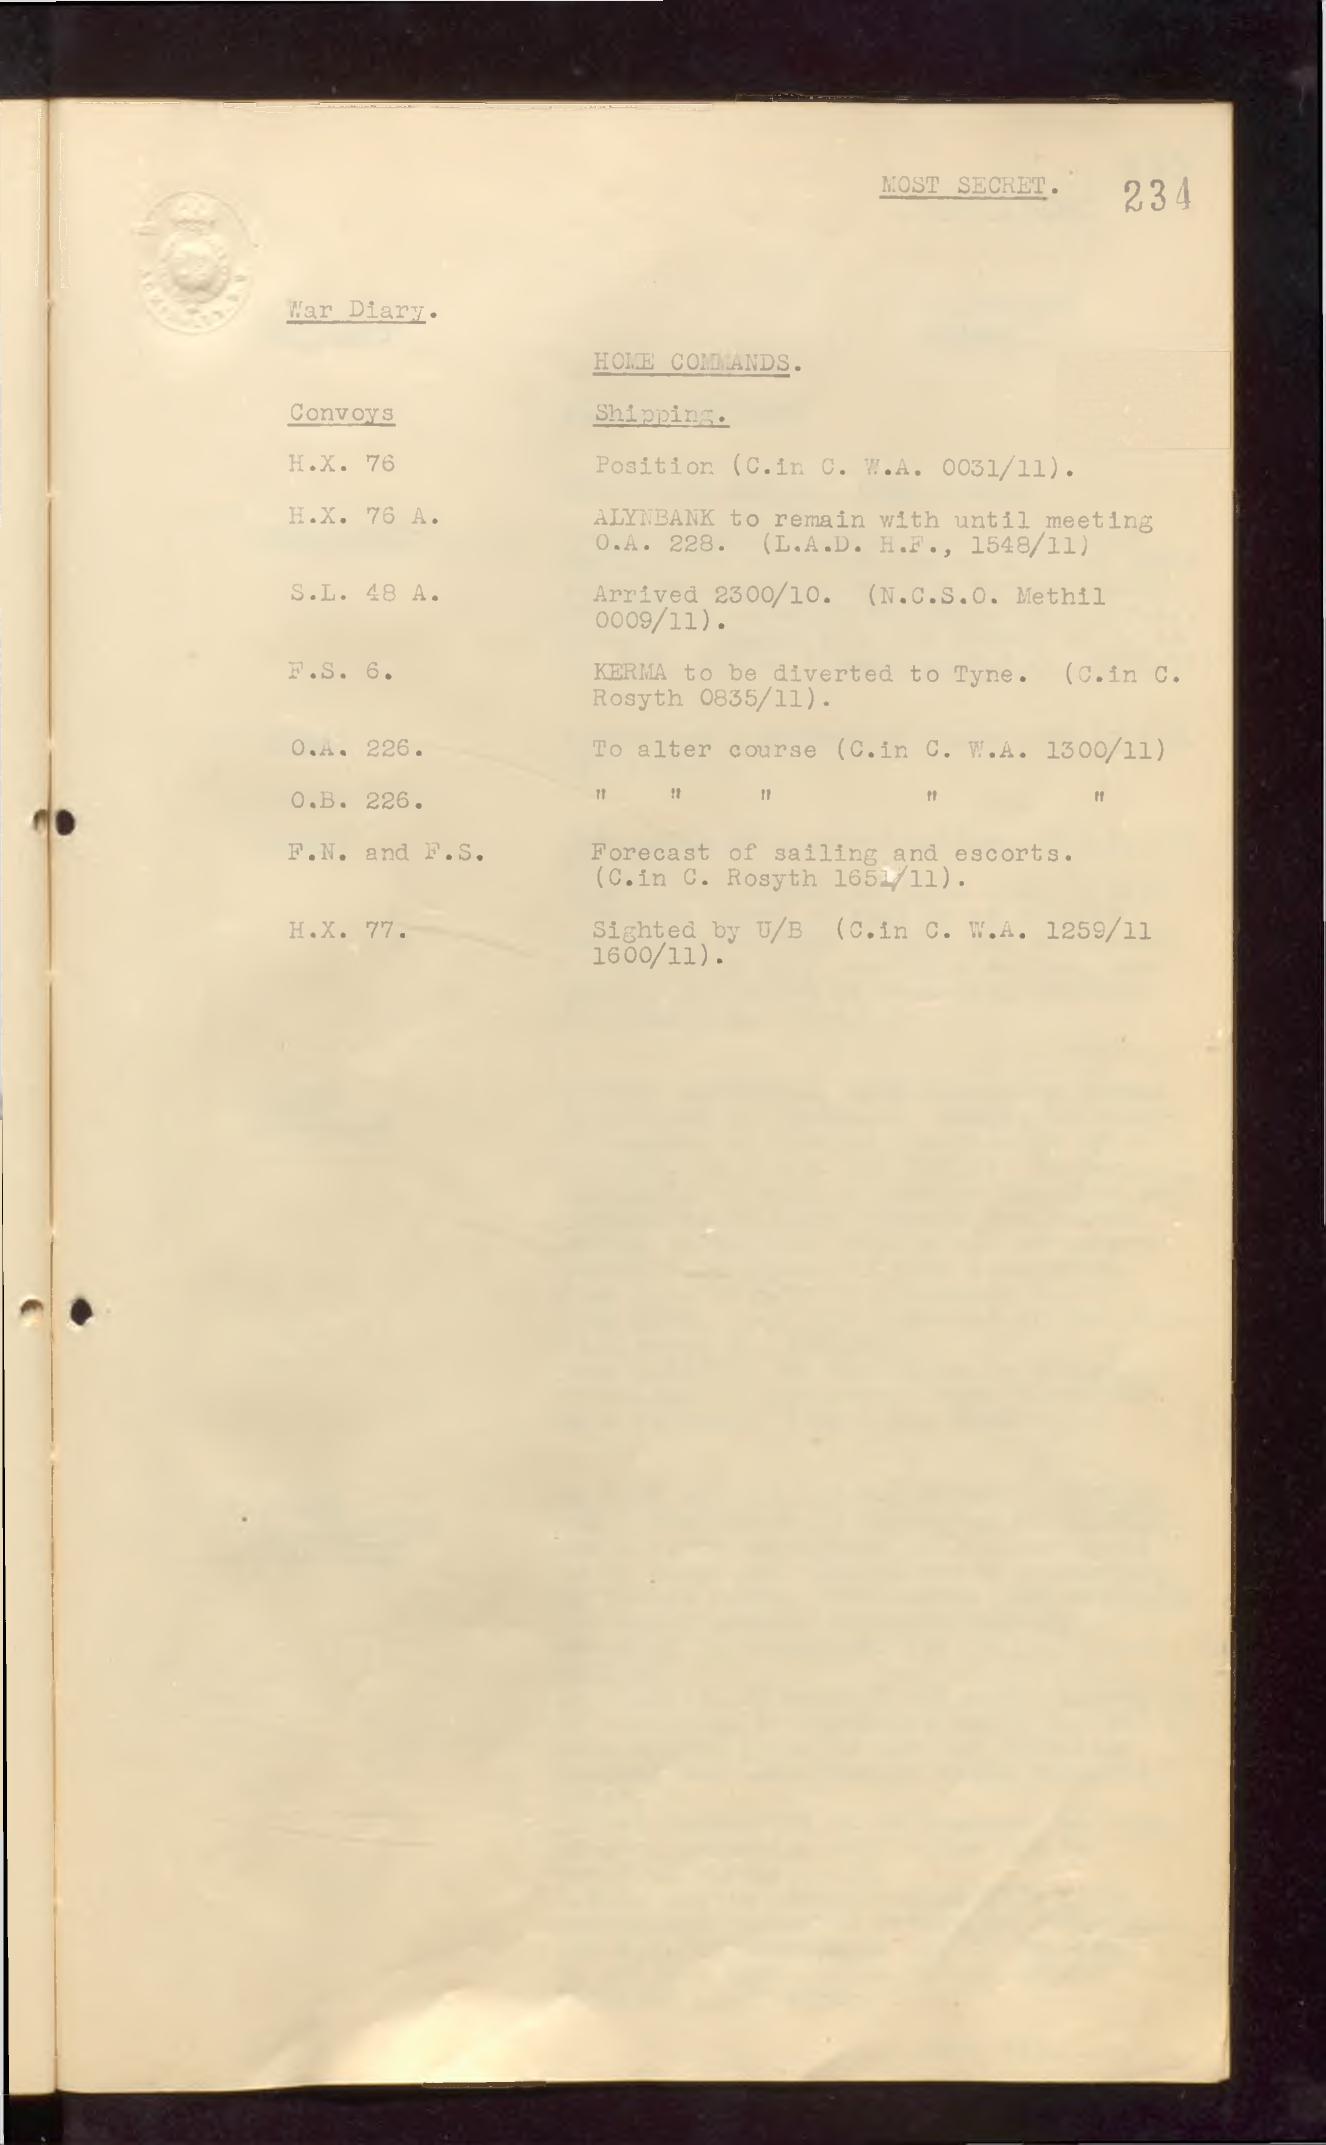 MOST SECRET. 234
War Diary.
HOME COMMANDS.
Convoys Shipping.
H.X. 76 Position (C.in C. W.A. 0031/11).
H.X. 76 A. ALYNBANK to remain with until meeting
O.A. 228. (L.A.D. H.F., 1548/11)
S.L. 48 A. Arrived 2300/10. (N.C.S.O. Methil
0009/11).
F.S. 6. KERMA to be diverted to Tyne. (C.in C.
Rosyth 0835/11).
O.A. 226. To alter course (C.in C. W.A. 1300/11)
O.B. 226. " " " " "
F.N. and F.S. Forecast of sailing and escorts.
(C.in C. Rosyth 1651/11).
H.X. 77. Sighted by U/B (C.in C. W.A. 1259/11
1600/11).